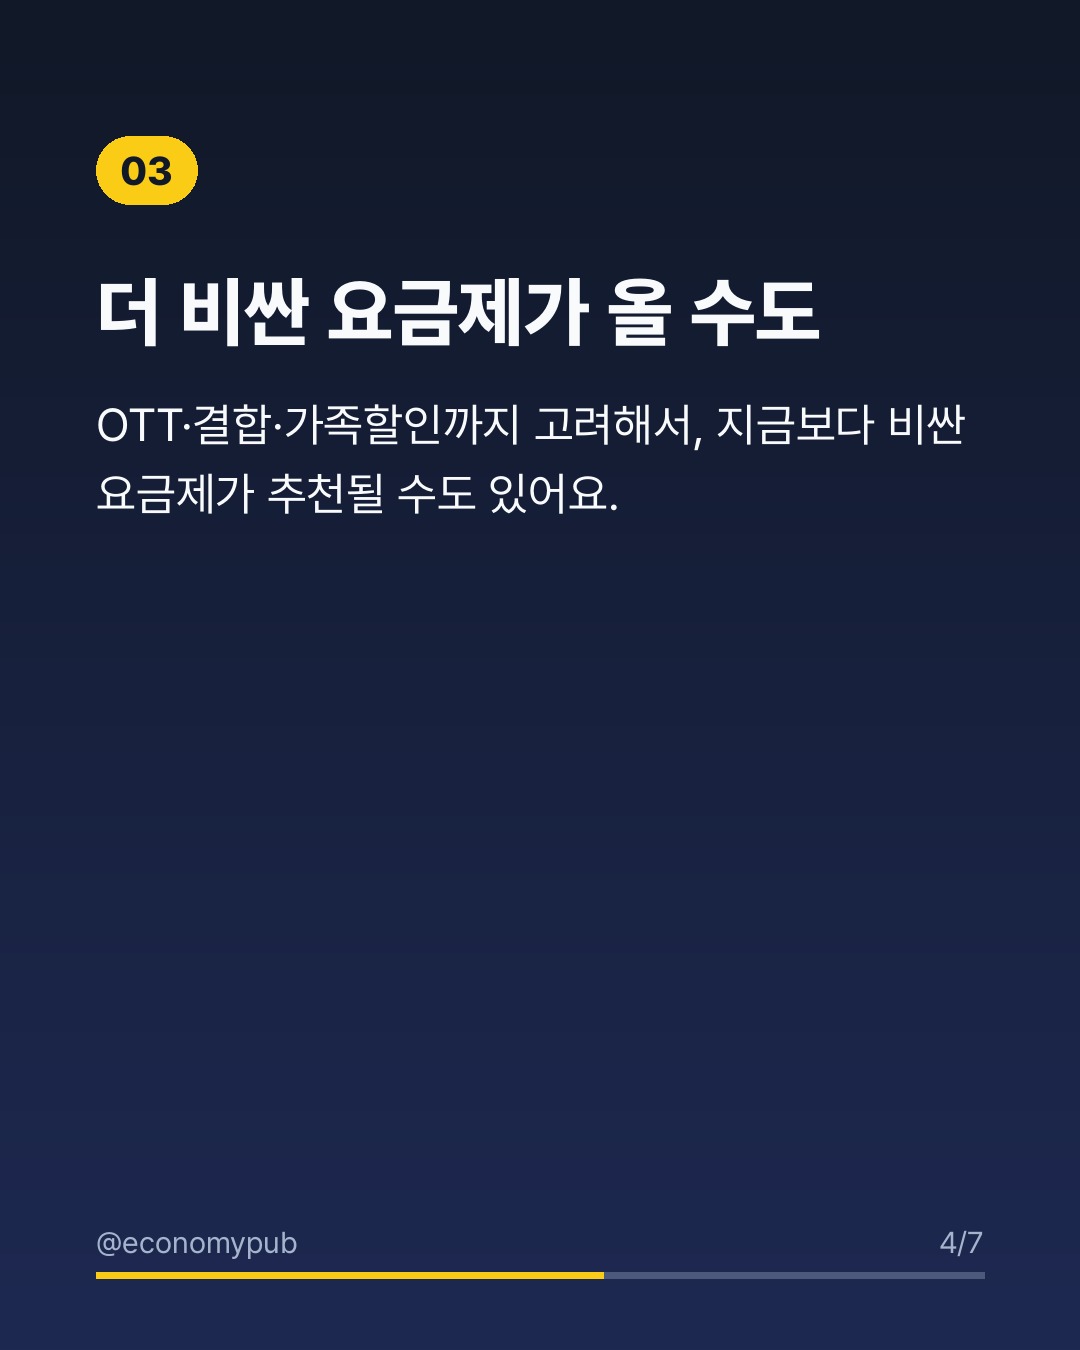 03
더 비싼 요금제가 올 수도
OTT·결합·가족할인까지 고려해서, 지금보다 비싼
요금제가 추천될 수도 있어요.
@economypub
4/7